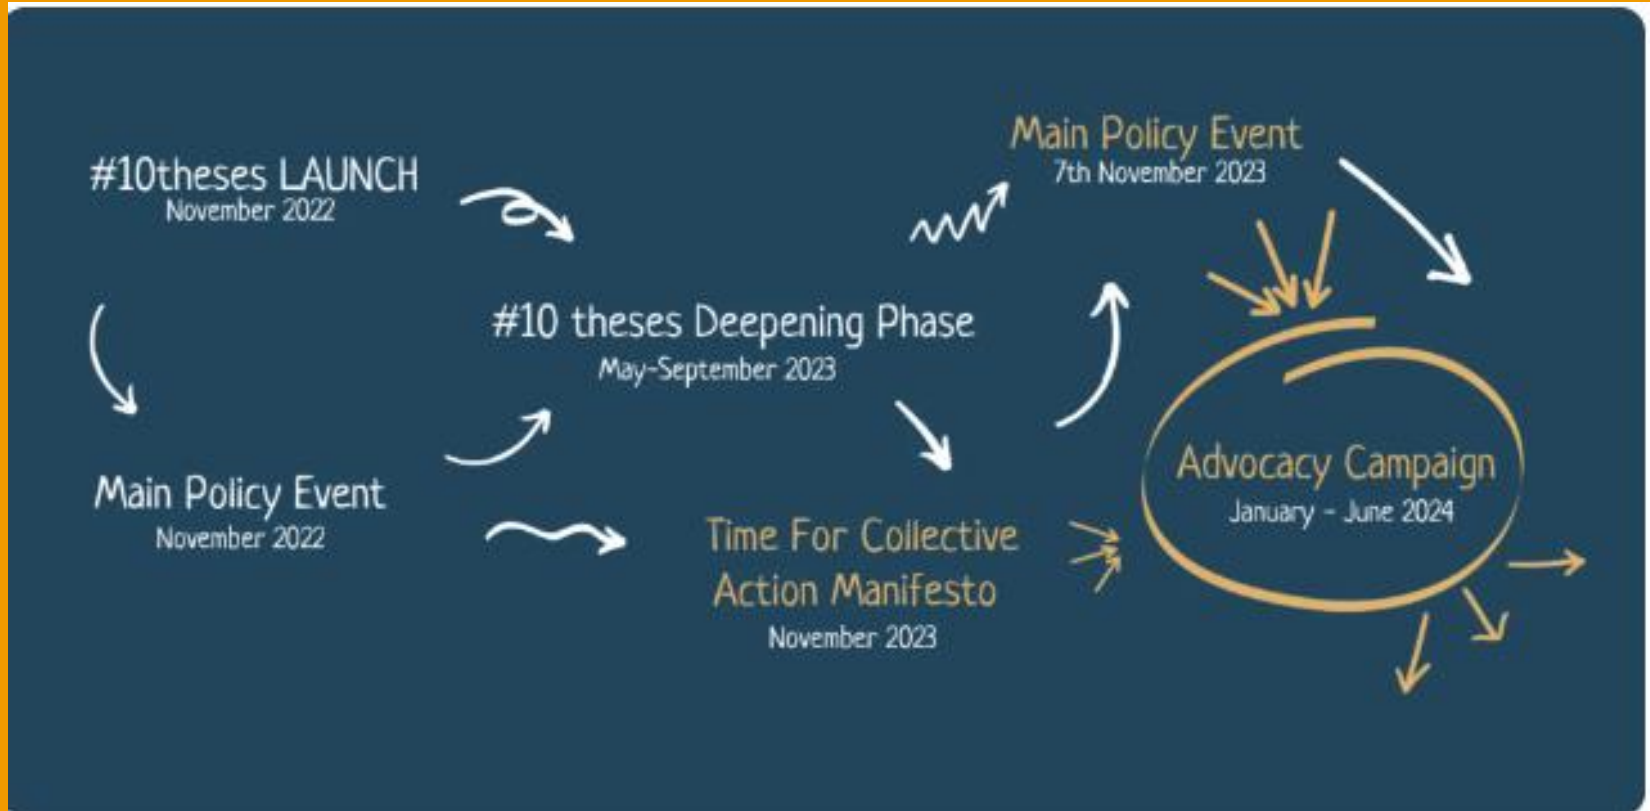 #10theses LAUNCH
November 2022
Main Policy Event
November 2022
#10 theses Deepening Phase
May-September 2023
Time For Collective
Action Manifesto
November 2023
Main Policy Event
7th November 2023
Advocacy Campaign
January - June 2024